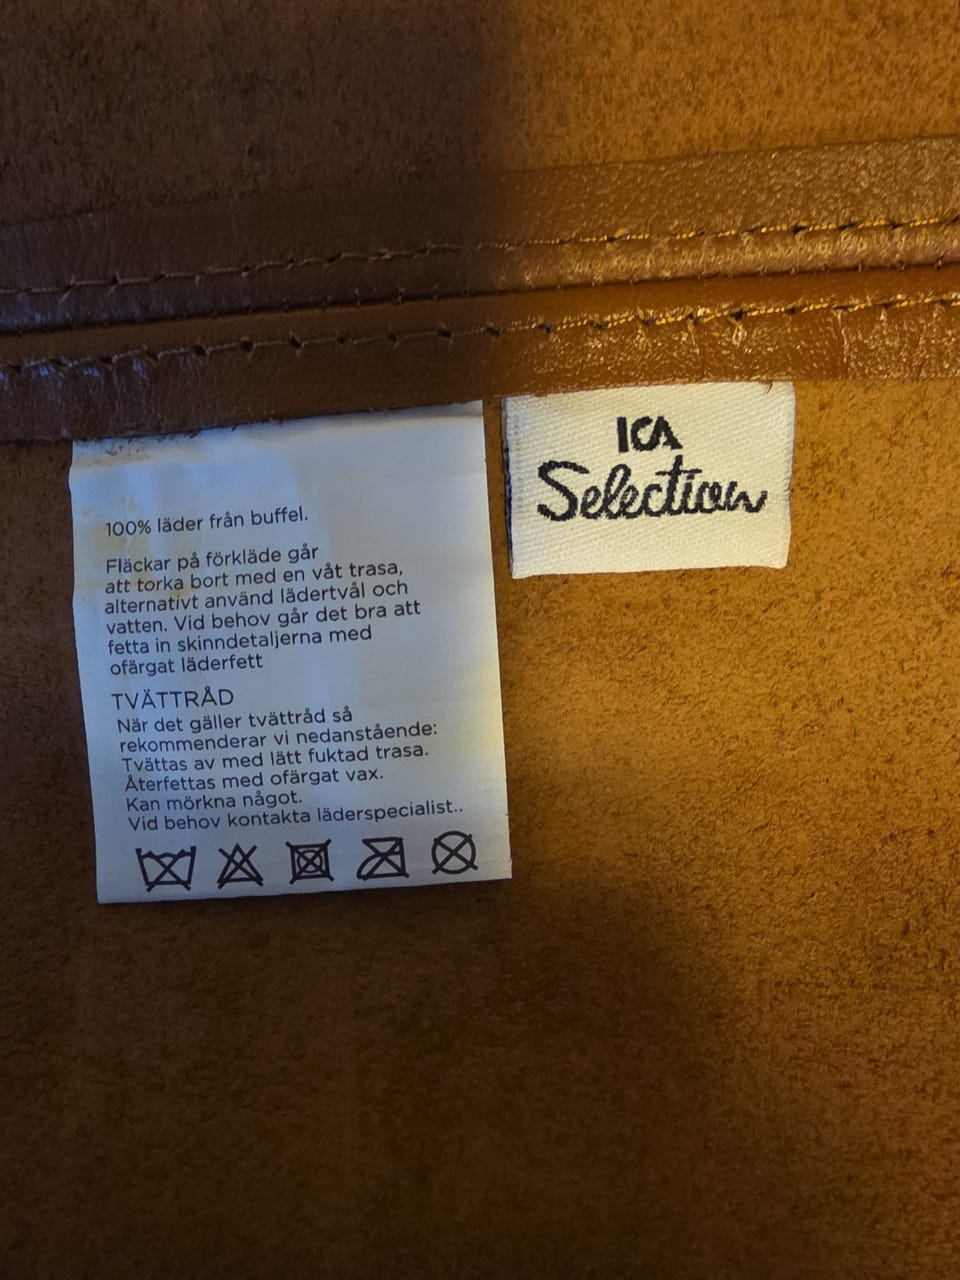 100% läder från buffel.
Fläckar på förkläde går
att torka bort med en våt trasa,
alternativt använd lädertvål och
vatten. Vid behov går det bra att
fetta in skinndetaljerna med
ofärgat läderfett
TVÄTTRÅD
När det gäller tvättråd så
rekommenderar vi nedanstående:
Tvättas av med lätt fuktad trasa.
Återfettas med ofärgat vax.
Kan mörkna något.
Vid behov kontakta läderspecialist..
ICA
Selection